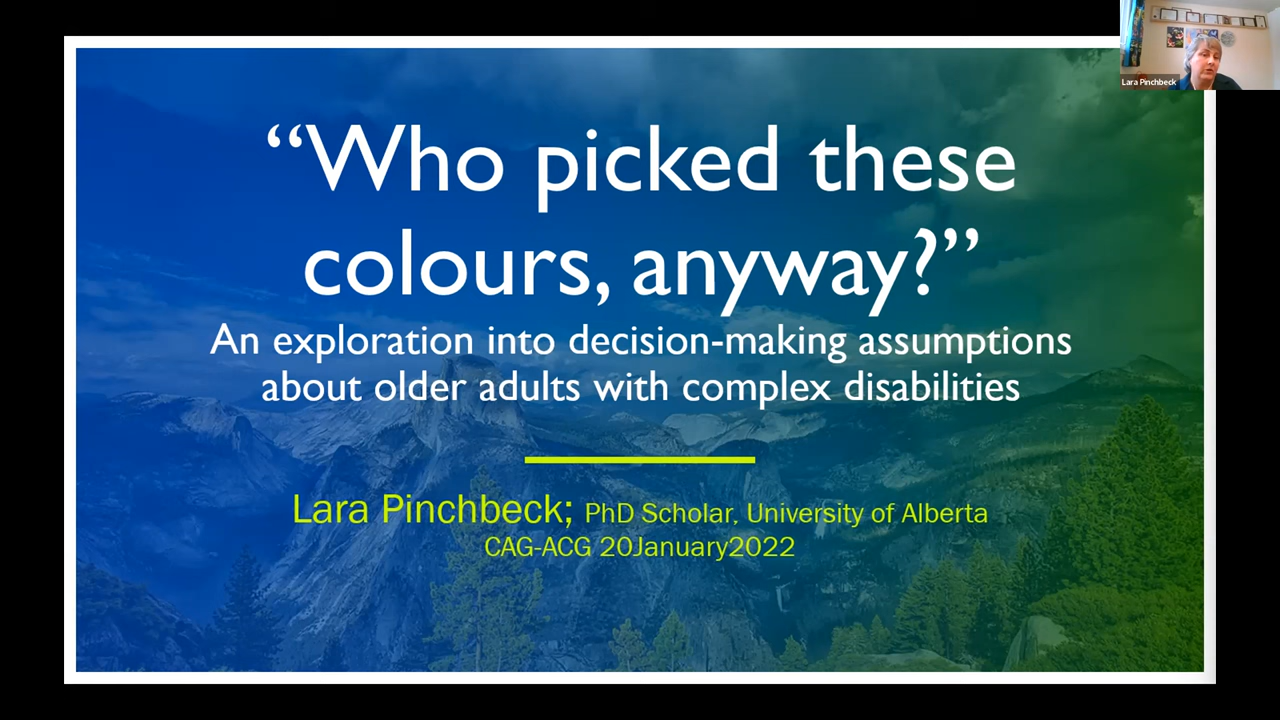 Lara Pinchbeck
“Who picked these
colours, anyway?”
An exploration into decision-making assumptions
about older adults with complex disabilities
Lara Pinchbeck; PhD Scholar, University of Alberta
CAG-ACG 20January2022